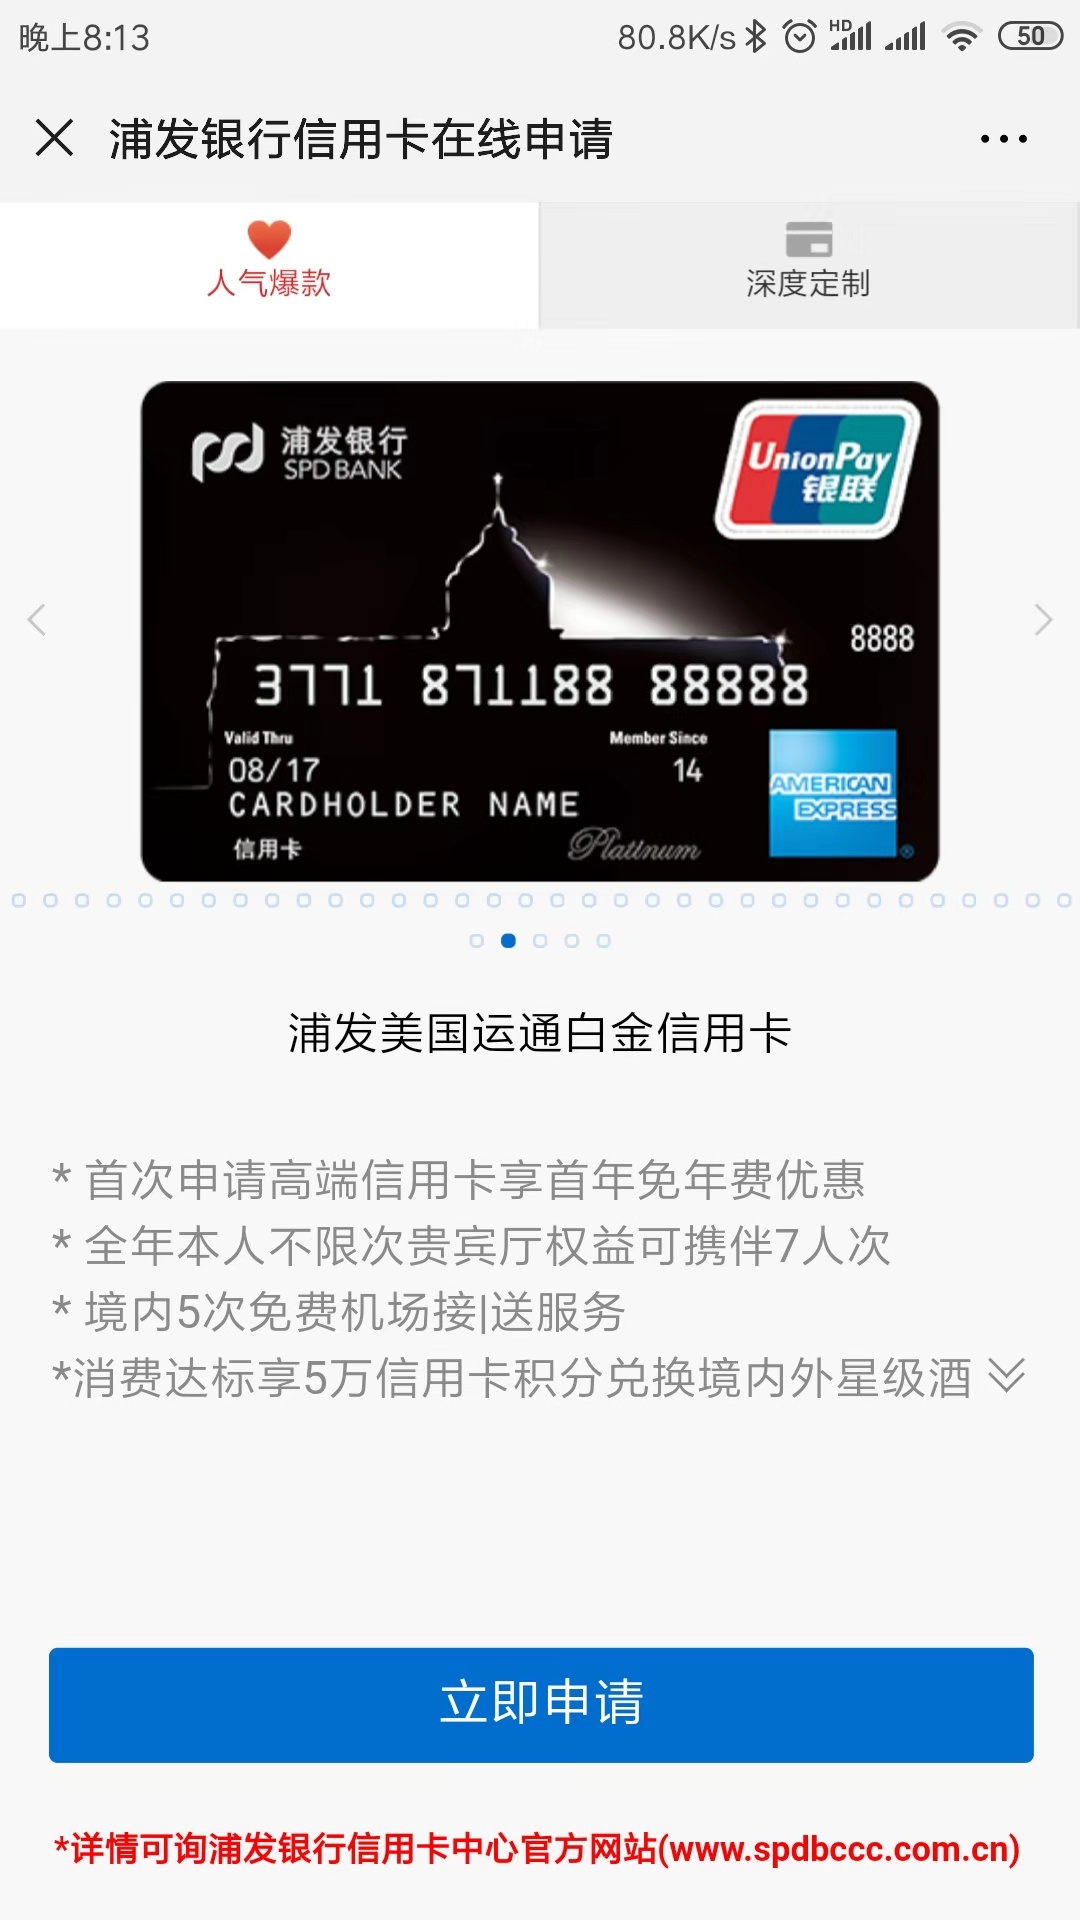 晚上8:13
80.8K/s
HD
50
浦发银行信用卡在线申请
人气爆款
深度定制
浦发银行
SPD BANK
UnionPay
银联
8888
3771 871188 88888
Valid Thru
Member Since
08/17
14
CARDHOLDER NAME
信用卡
Platinum
AMERICAN
EXPRESS
®
浦发美国运通白金信用卡
* 首次申请高端信用卡享首年免年费优惠
* 全年本人不限次贵宾厅权益可携伴7人次
* 境内5次免费机场接|送服务
*消费达标享5万信用卡积分兑换境内外星级酒
立即申请
*详情可询浦发银行信用卡中心官方网站(www.spdbccc.com.cn)